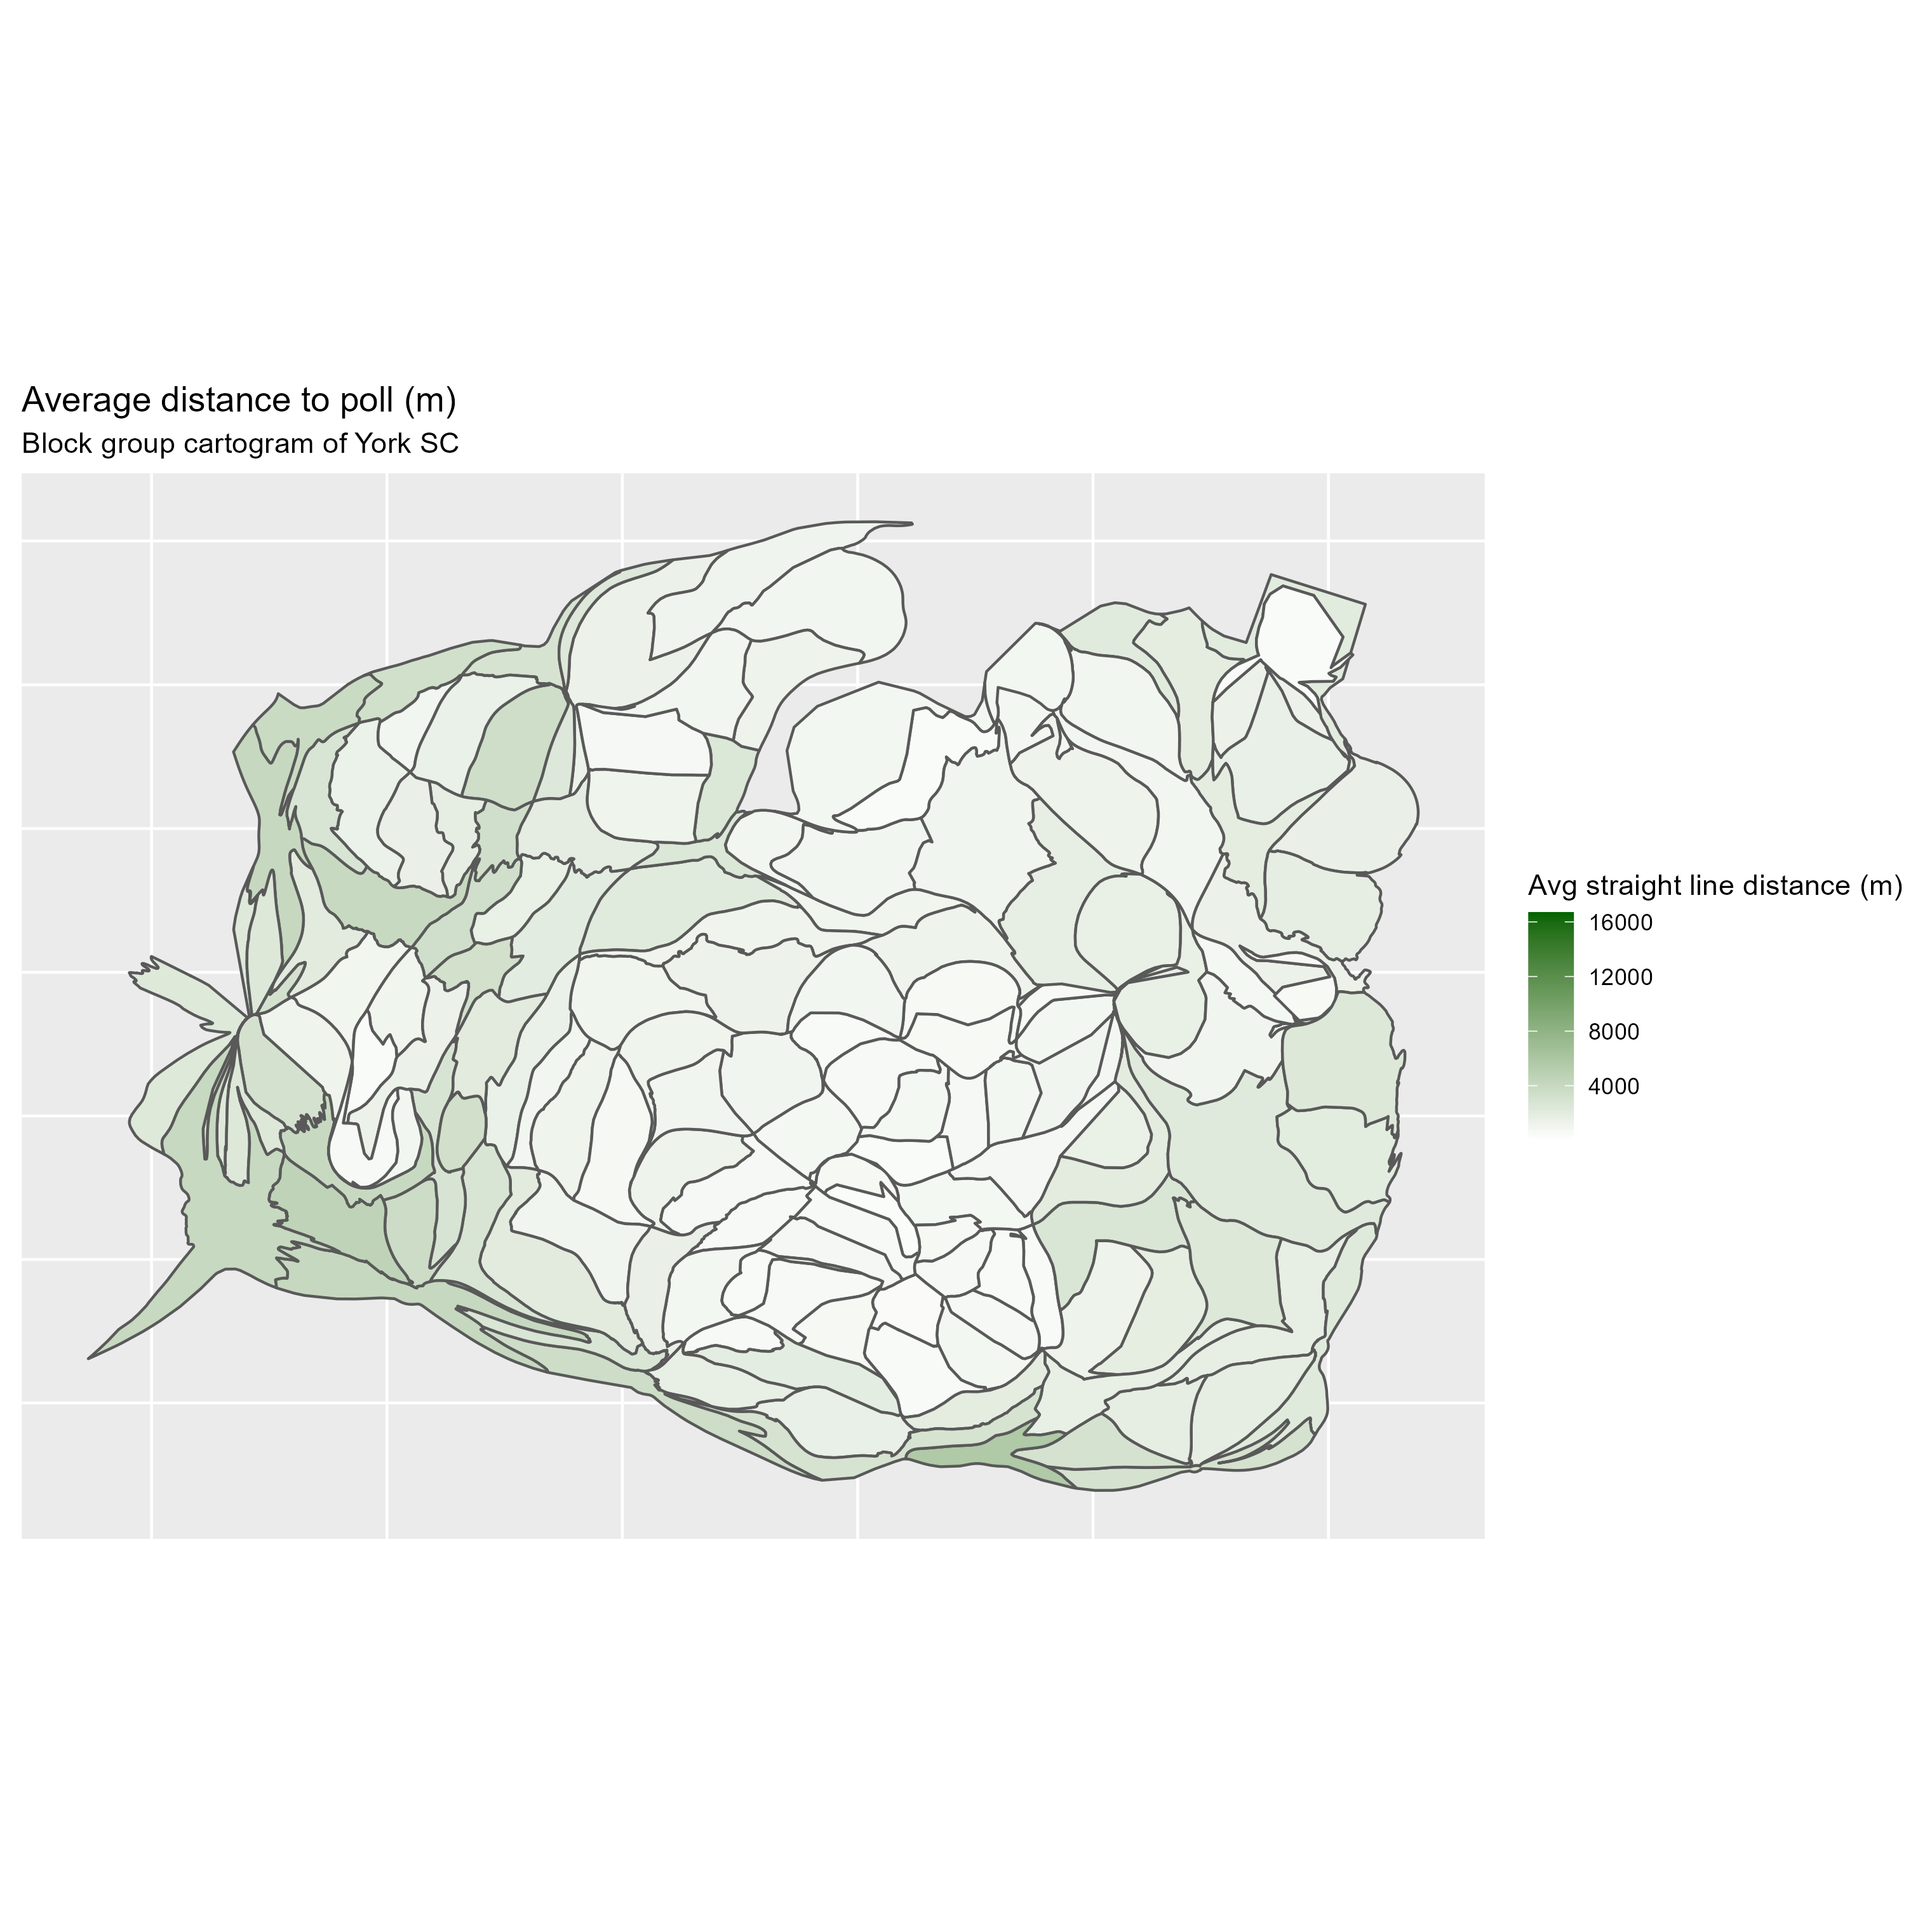 Average distance to poll (m)
Block group cartogram of York SC
Avg straight line distance (m)
16000
12000
8000
4000